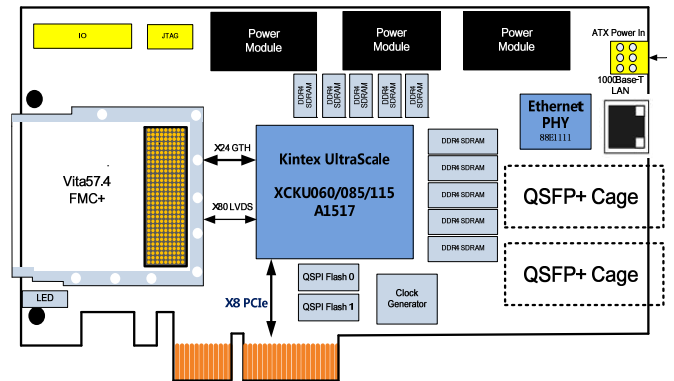 IO
JTAG
Power
Module
Power
Module
Power
Module
ATX Power In
1000Base-T
LAN
DDR4
SDRAM
DDR4
SDRAM
DDR4
SDRAM
DDR4
SDRAM
DDR4
SDRAM
Ethernet
PHY
88E1111
Vita57.4
FMC+
X24 GTH
X80 LVDS
Kintex UltraScale
XCKU060/085/115
A1517
DDR4 SDRAM
DDR4 SDRAM
DDR4 SDRAM
DDR4 SDRAM
DDR4 SDRAM
QSFP+ Cage
QSFP+ Cage
LED
X8 PCIe
QSPI Flash 0
QSPI Flash 1
Clock
Generator